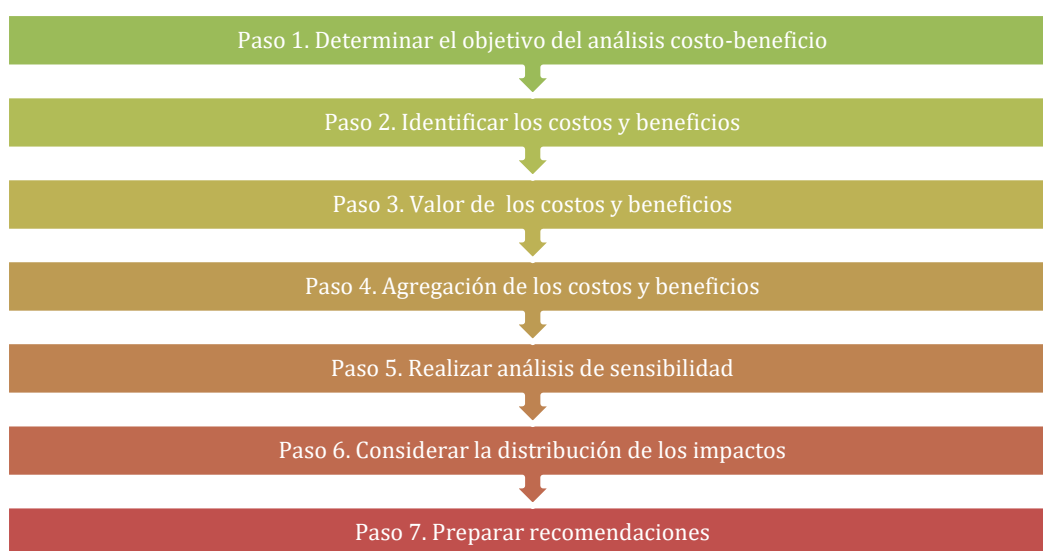 Paso 1. Determinar el objetivo del análisis costo-beneficio
Paso 2. Identificar los costos y beneficios
Paso 3. Valor de  los costos y beneficios
Paso 4. Agregación de los costos y beneficios
Paso 5. Realizar análisis de sensibilidad
Paso 6. Considerar la distribución de los impactos
Paso 7. Preparar recomendaciones